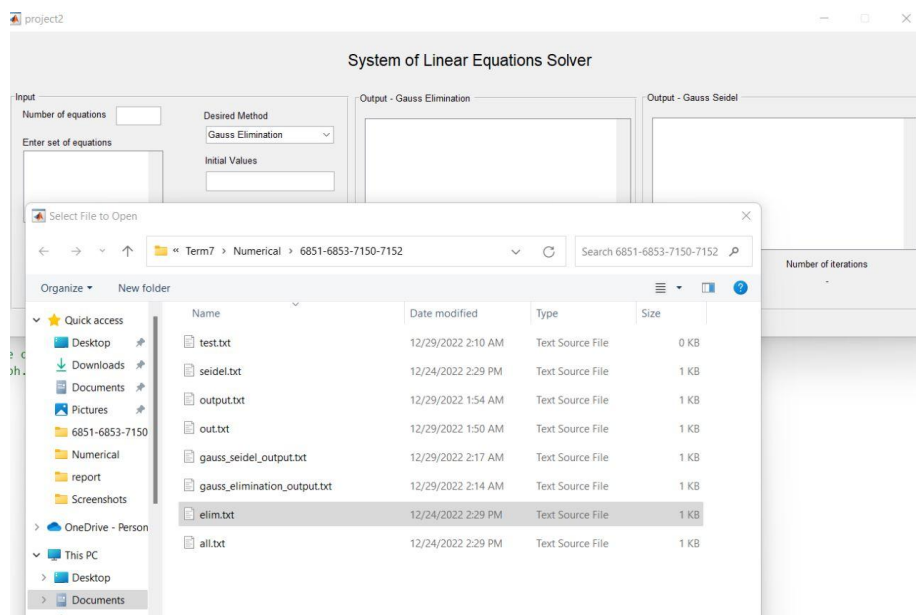 project2
System of Linear Equations Solver
Input
Number of equations
Enter set of equations
Desired Method
Gauss Elimination
Initial Values
Output - Gauss Elimination
Output - Gauss Seidel
Number of iterations
-
Select File to Open
« Term7 > Numerical > 6851-6853-7150-7152
Search 6851-6853-7150-7152
Organize New folder
Name Date modified Type Size
test.txt 12/29/2022 2:10 AM Text Source File 0 KB
seidel.txt 12/24/2022 2:29 PM Text Source File 1 KB
output.txt 12/29/2022 1:54 AM Text Source File 1 KB
out.txt 12/29/2022 1:50 AM Text Source File 1 KB
gauss_seidel_output.txt 12/29/2022 2:17 AM Text Source File 1 KB
gauss_elimination_output.txt 12/29/2022 2:14 AM Text Source File 1 KB
elim.txt 12/24/2022 2:29 PM Text Source File 1 KB
all.txt 12/24/2022 2:29 PM Text Source File 1 KB
Quick access
Desktop
Downloads
Documents
Pictures
6851-6853-7150
Numerical
report
Screenshots
OneDrive - Person
This PC
Desktop
Documents